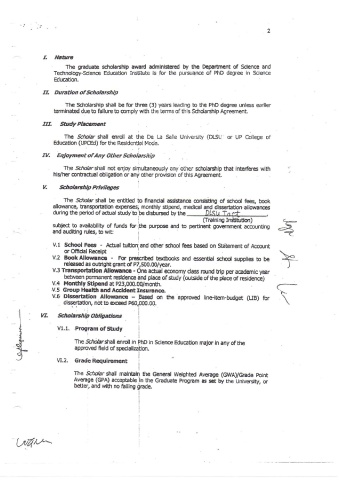 2
I. Nature
The graduate scholarship award administered by the Department of Science and
Technology-Science Education Institute is for the pursuance of PhD degree in Science
Education.
II. Duration of Scholarship
The Scholarship shall be for three (3) years leading to the PhD degree unless earlier
terminated due to failure to comply with the terms of this Scholarship Agreement.
III. Study Placement
The Scholar shall enroll at the De La Salle University (DLSU) or UP College of
Education (UPCEd) for the Residential Mode.
IV. Enjoyment of Any Other Scholarship
The Scholar shall not enjoy simultaneously any other scholarship that interferes with
his/her contractual obligation or any other provision of this Agreement.
V. Scholarship Privileges
The Scholar shall be entitled to financial assistance consisting of school fees, book
allowance, transportation expenses, monthly stipend, medical and dissertation allowances
during the period of actual study to be disbursed by the DLSU
(Training Institution)
subject to availability of funds for the purpose and to pertinent government accounting
and auditing rules, to wit:
V.1 School Fees - Actual tuition and other school fees based on Statement of Account
or Official Receipt
V.2 Book Allowance - For prescribed textbooks and essential school supplies to be
released as outright grant of P7,500.00/year.
V.3 Transportation Allowance - One actual economy class round trip per academic year
between permanent residence and place of study (outside of the place of residence)
V.4 Monthly Stipend at P23,000.00/month.
V.5 Group Health and Accident Insurance.
V.6 Dissertation Allowance – Based on the approved line-item-budget (LIB) for
dissertation, not to exceed P60,000.00.
VI. Scholarship Obligations
VI.1. Program of Study
The Scholar shall enroll in PhD in Science Education major in any of the
approved field of specialization.
VI.2. Grade Requirement
The Scholar shall maintain the General Weighted Average (GWA)/Grade Point
Average (GPA) acceptable in the Graduate Program as set by the University, or
better, and with no failing grade.